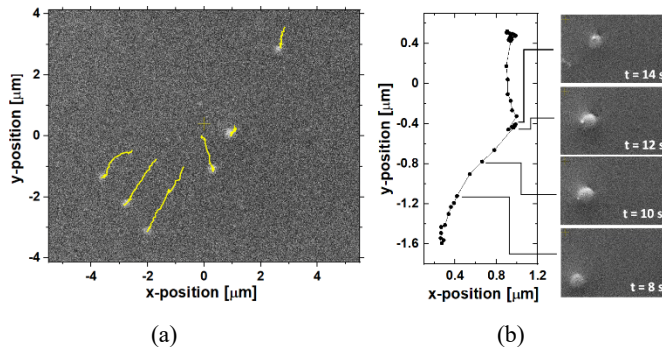 (a)
4
2
0
-2
-4
y-position [μm]
-4
-2
0
2
4
x-position [μm]
(b)
0.4
0
-0.4
-0.8
-1.2
-1.6
y-position [μm]
0.4
0.8
1.2
x-position [μm]
t = 14 s
t = 12 s
t = 10 s
t = 8 s
(a)
(b)